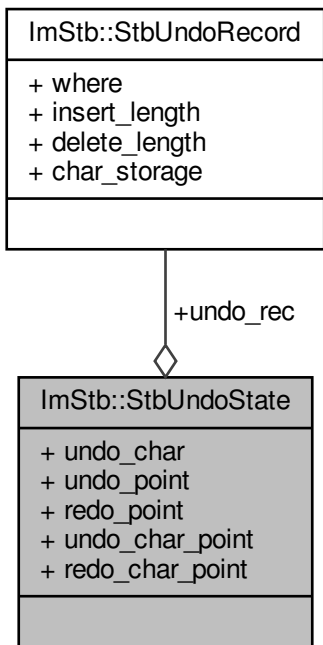 ImStb::StbUndoRecord
+ where
+ insert_length
+ delete_length
+ char_storage
+undo_rec
ImStb::StbUndoState
+ undo_char
+ undo_point
+ redo_point
+ undo_char_point
+ redo_char_point